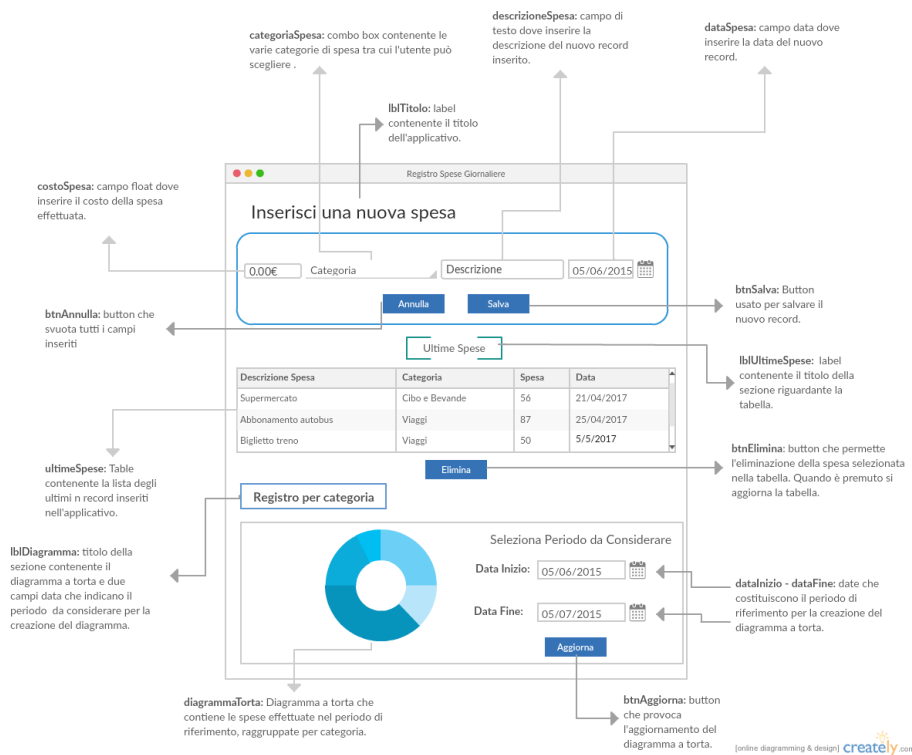 categoriaSpesa: combo box contenente le
varie categorie di spesa tra cui l'utente può
scegliere .
descrizioneSpesa: campo di
testo dove inserire la
descrizione del nuovo record
inserito.
dataSpesa: campo data dove
inserire la data del nuovo
record.
lblTitolo: label
contenente il titolo
dell'applicativo.
costoSpesa: campo float dove
inserire il costo della spesa
effettuata.
Registro Spese Giornaliere
Inserisci una nuova spesa
0.00€ Categoria Descrizione 05/06/2015
Annulla Salva
btnAnnulla: button che
svuota tutti i campi
inseriti
btnSalva: Button
usato per salvare il
nuovo record.
Ultime Spese
lblUltimeSpese: label
contenente il titolo della
sezione riguardante la
tabella.
Descrizione Spesa Categoria Spesa Data
Supermercato Cibo e Bevande 56 21/04/2017
Abbonamento autobus Viaggi 87 25/04/2017
Biglietto treno Viaggi 50 5/5/2017
Elimina
btnElimina: button che permette
l'eliminazione della spesa selezionata
nella tabella. Quando è premuto si
aggiorna la tabella.
ultimeSpese: Table
contenente la lista degli
ultimi n record inseriti
nell'applicativo.
Registro per categoria
lblDiagramma: titolo della
sezione contenente il
diagramma a torta e due
campi data che indicano il
periodo da considerare per la
creazione del diagramma.
Seleziona Periodo da Considerare
Data Inizio: 05/06/2015
Data Fine: 05/07/2015
Aggiorna
dataInizio - dataFine: date che
costituiscono il periodo di
riferimento per la creazione del
diagramma a torta.
diagrammaTorta: Diagramma a torta che
contiene le spese effettuate nel periodo di
riferimento, raggruppate per categoria.
btnAggiorna: button
che provoca
l'aggiornamento del
diagramma a torta.
[online diagramming & design] creately.com